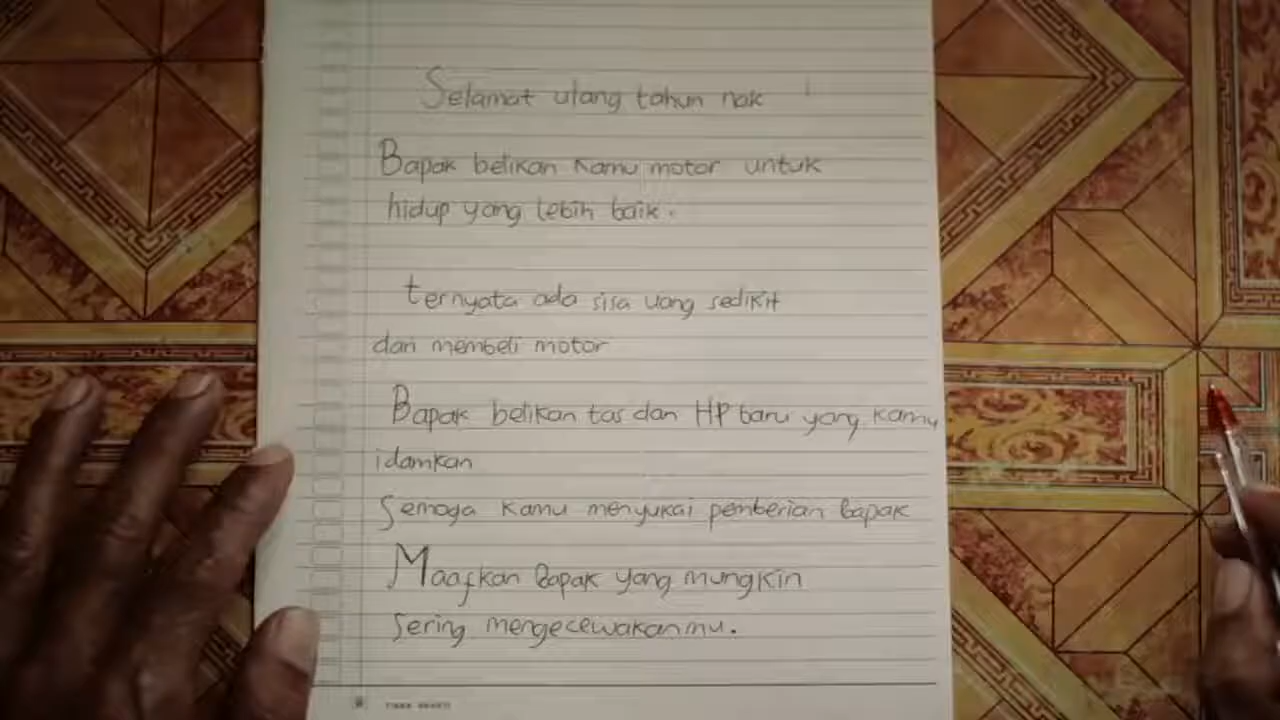 Selamat ulang tahun nak
Bapak belikan kamu motor untuk
hidup yang lebih baik.
ternyata ada sisa uang sedikit
dari membeli motor
Bapak belikan tas dan HP baru yang kamu
idamkan
Semoga kamu menyukai pemberian Bapak
Maafkan Bapak yang mungkin
Sering mengecewakanmu.